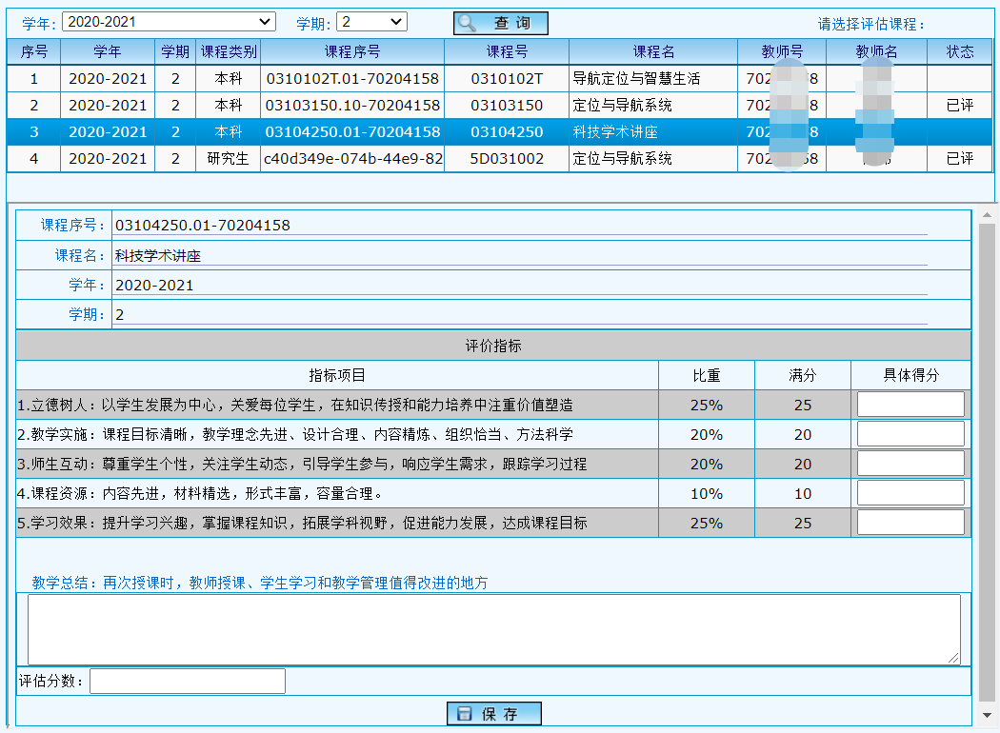 学年: 2020-2021 学期: 2 查 询 请选择评估课程：
序号 学年 学期 课程类别 课程序号 课程号 课程名 教师号 教师名 状态
1 2020-2021 2 本科 0310102T.01-70204158 0310102T 导航定位与智慧生活 702 8
2 2020-2021 2 本科 03103150.10-70204158 03103150 定位与导航系统 702 8 已评
3 2020-2021 2 本科 03104250.01-70204158 03104250 科技学术讲座 702 8
4 2020-2021 2 研究生 c40d349e-074b-44e9-82 5D031002 定位与导航系统 702 58 已评
课程序号： 03104250.01-70204158
课程名： 科技学术讲座
学年： 2020-2021
学期： 2
评价指标
指标项目 比重 满分 具体得分
1.立德树人：以学生发展为中心，关爱每位学生，在知识传授和能力培养中注重价值塑造 25% 25
2.教学实施：课程目标清晰，教学理念先进、设计合理、内容精炼、组织恰当、方法科学 20% 20
3.师生互动：尊重学生个性，关注学生动态，引导学生参与，响应学生需求，跟踪学习过程 20% 20
4.课程资源：内容先进，材料精选，形式丰富，容量合理。 10% 10
5.学习效果：提升学习兴趣，掌握课程知识，拓展学科视野，促进能力发展，达成课程目标 25% 25
教学总结：再次授课时，教师授课、学生学习和教学管理值得改进的地方
评估分数：
保 存